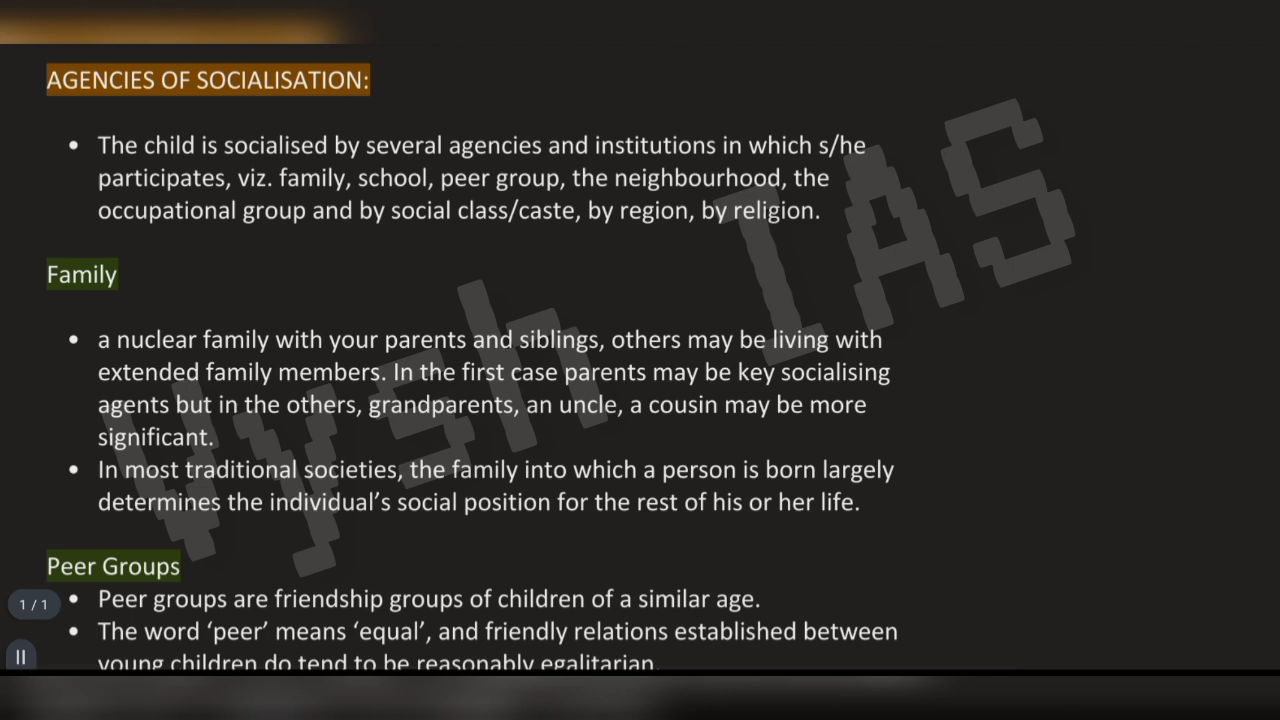 AGENCIES OF SOCIALISATION:
• The child is socialised by several agencies and institutions in which s/he
participates, viz. family, school, peer group, the neighbourhood, the
occupational group and by social class/caste, by region, by religion.
Family
• a nuclear family with your parents and siblings, others may be living with
extended family members. In the first case parents may be key socialising
agents but in the others, grandparents, an uncle, a cousin may be more
significant.
• In most traditional societies, the family into which a person is born largely
determines the individual’s social position for the rest of his or her life.
Peer Groups
• Peer groups are friendship groups of children of a similar age.
• The word ‘peer’ means ‘equal’, and friendly relations established between
young children do tend to be reasonably egalitarian.
1 / 1
Vysh IAS